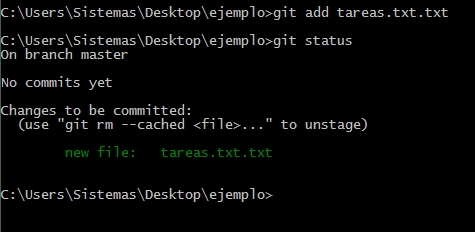 C:\Users\Sistemas\Desktop\ejemplo>git add tareas.txt.txt
C:\Users\Sistemas\Desktop\ejemplo>git status
On branch master
No commits yet
Changes to be committed:
(use "git rm --cached <file>..." to unstage)
new file:   tareas.txt.txt
C:\Users\Sistemas\Desktop\ejemplo>